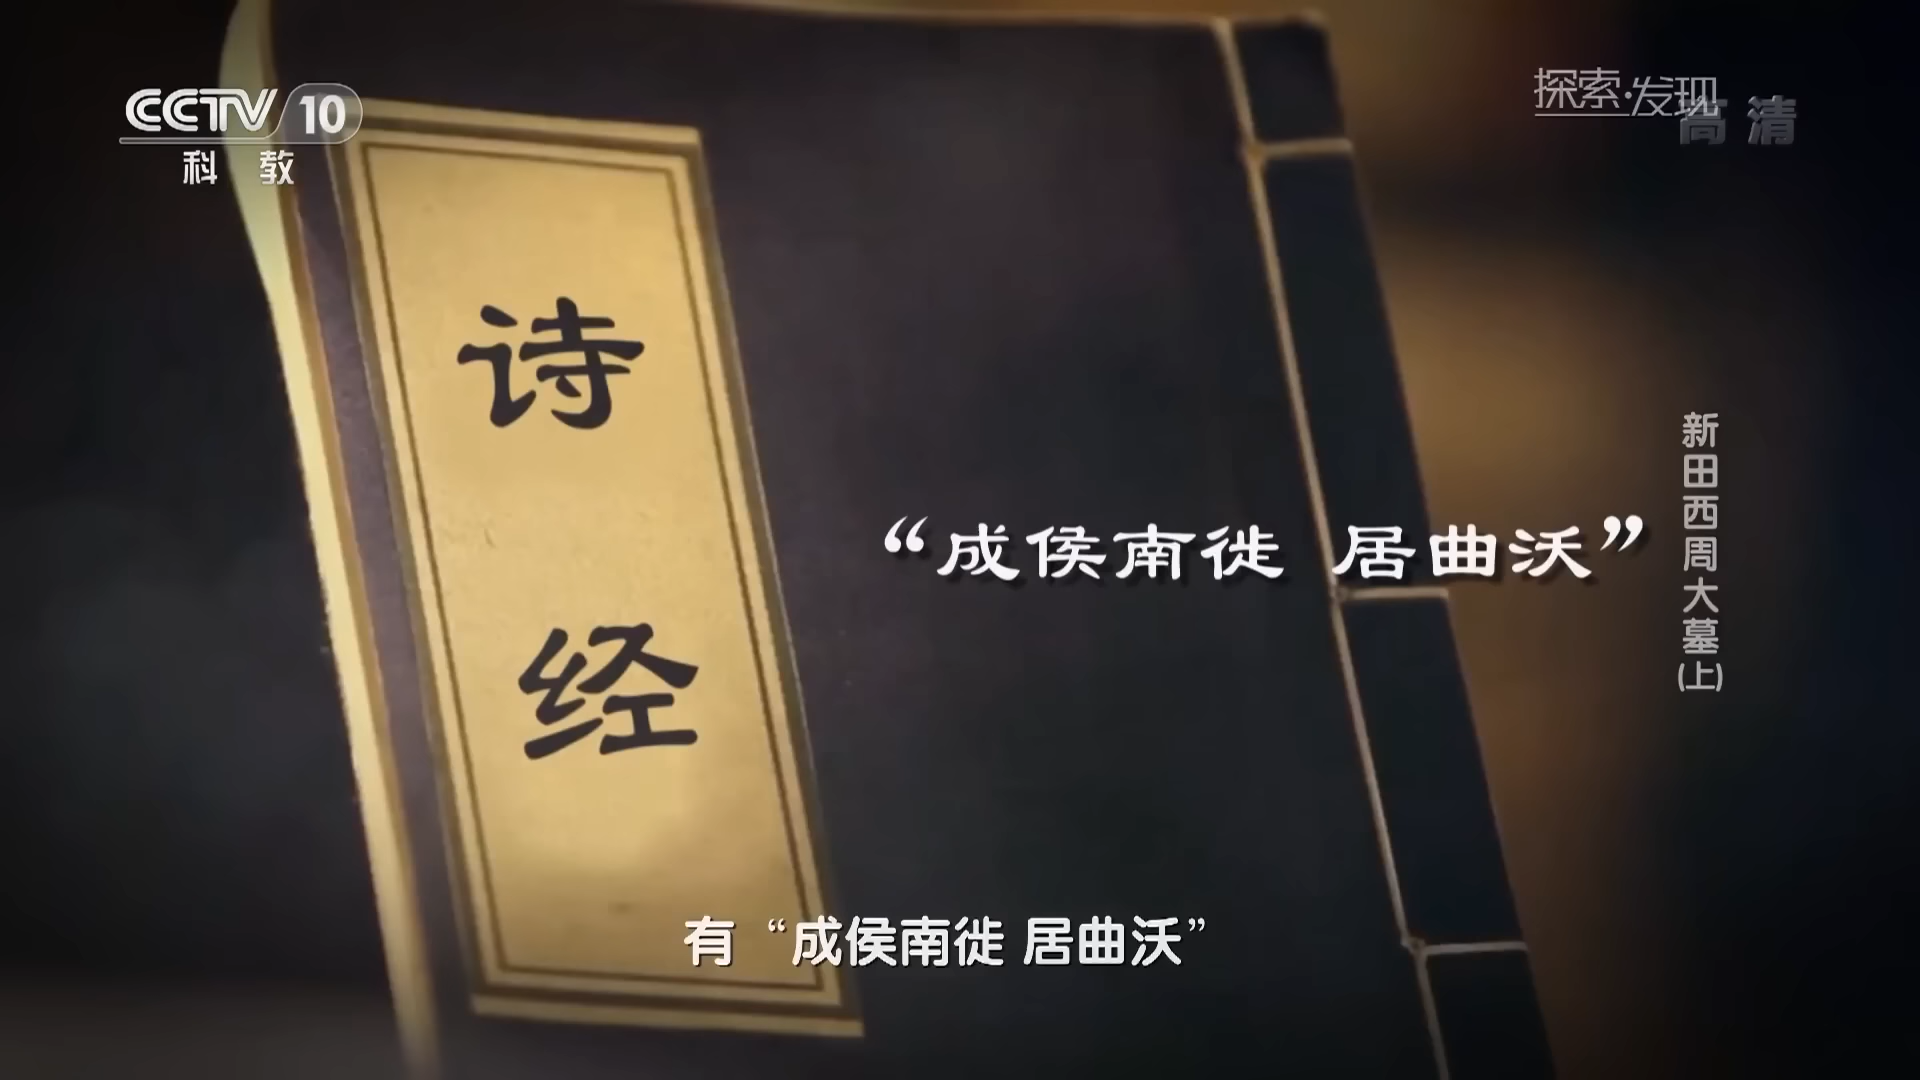 CCTV 10
科 教
探索·发现
高清
诗经
“成侯南徙 居曲沃”
新田西周大墓(上)
有“成侯南徙 居曲沃”